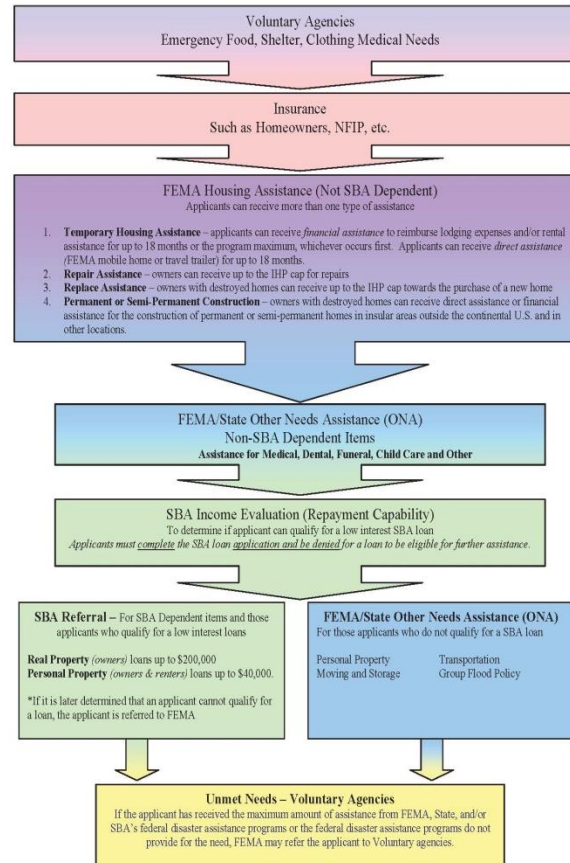 Voluntary Agencies
Emergency Food, Shelter, Clothing Medical Needs
Insurance
Such as Homeowners, NFIP, etc.
FEMA Housing Assistance (Not SBA Dependent)
Applicants can receive more than one type of assistance
1. Temporary Housing Assistance – applicants can receive financial assistance to reimburse lodging expenses and/or rental
assistance for up to 18 months or the program maximum, whichever occurs first. Applicants can receive direct assistance
(FEMA mobile home or travel trailer) for up to 18 months.
2. Repair Assistance – owners can receive up to the IHP cap for repairs
3. Replace Assistance – owners with destroyed homes can receive up to the IHP cap towards the purchase of a new home
4. Permanent or Semi-Permanent Construction – owners with destroyed homes can receive direct assistance or financial
assistance for the construction of permanent or semi-permanent homes in insular areas outside the continental U.S. and in
other locations.
FEMA/State Other Needs Assistance (ONA)
Non-SBA Dependent Items
Assistance for Medical, Dental, Funeral, Child Care and Other
SBA Income Evaluation (Repayment Capability)
To determine if applicant can qualify for a low interest SBA loan
Applicants must complete the SBA loan application and be denied for a loan to be eligible for further assistance.
SBA Referral – For SBA Dependent items and those
applicants who qualify for a low interest loans
Real Property (owners) loans up to $200,000
Personal Property (owners & renters) loans up to $40,000.
*If it is later determined that an applicant cannot qualify for
a loan, the applicant is referred to FEMA
FEMA/State Other Needs Assistance (ONA)
For those applicants who do not qualify for a SBA loan
Personal Property Transportation
Moving and Storage Group Flood Policy
Unmet Needs – Voluntary Agencies
If the applicant has received the maximum amount of assistance from FEMA, State, and/or
SBA's federal disaster assistance programs or the federal disaster assistance programs do not
provide for the need, FEMA may refer the applicant to Voluntary agencies.